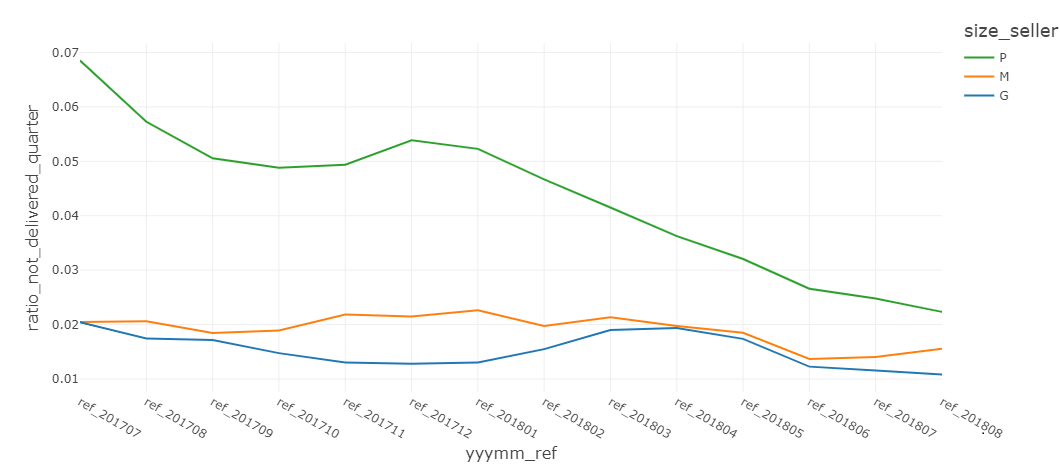 size_seller
P
M
G
ratio_not_delivered_quarter
0.07
0.06
0.05
0.04
0.03
0.02
0.01
ref_201707
ref_201708
ref_201709
ref_201710
ref_201711
ref_201712
ref_201801
ref_201802
ref_201803
ref_201804
ref_201805
ref_201806
ref_201807
ref_201808
yyymm_ref